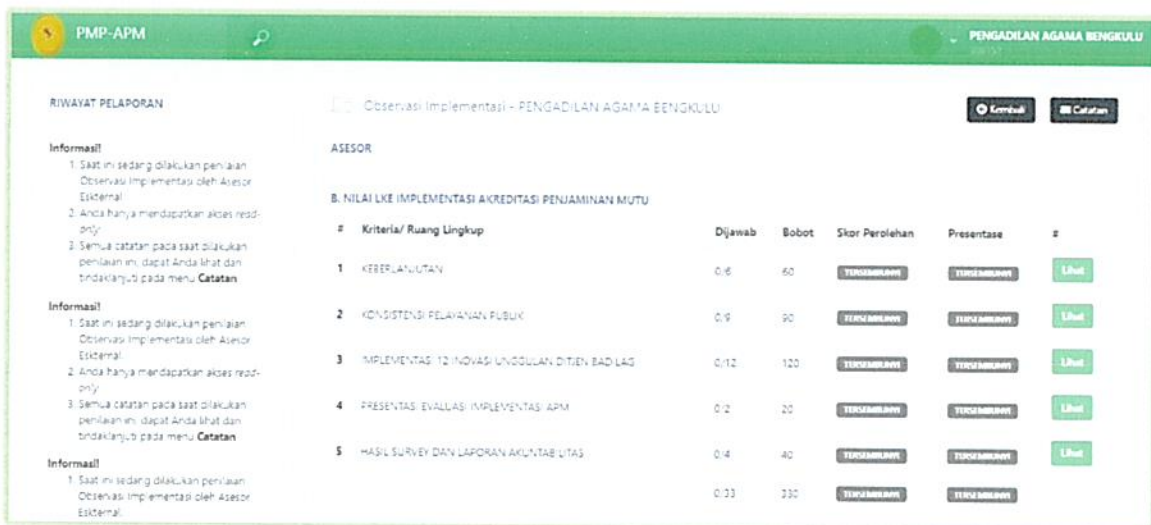 PMP-APM
PENGADILAN AGAMA BENGKULU
RIWAYAT PELAPORAN
Informasi!
1. Saat ini sedang dilakukan penilaian
Observasi Implementasi oleh Asesor
Eskternal.
2. Anda hanya mendapatkan akses read-
only.
3. Semua catatan pada saat dilakukan
penilaian ini, dapat Anda lihat dan
tindaklanjuti pada menu Catatan
Informasi!
1. Saat ini sedang dilakukan penilaian
Observasi Implementasi oleh Asesor
Eskternal.
2. Anda hanya mendapatkan akses read-
only.
3. Semua catatan pada saat dilakukan
penilaian ini, dapat Anda lihat dan
tindaklanjuti pada menu Catatan
Informasi!
1. Saat ini sedang dilakukan penilaian
Observasi Implementasi oleh Asesor
Eskternal.
Observasi Implementasi - PENGADILAN AGAMA BENGKULU
Kembali
Catatan
ASESOR
B. NILAI LKE IMPLEMENTASI AKREDITASI PENJAMINAN MUTU
# Kriteria/ Ruang Lingkup Dijawab Bobot Skor Perolehan Presentase #
1 KEBERLANJUTAN 0/6 60 TERSEMBUNYI TERSEMBUNYI Lihat
2 KONSISTENSI PELAYANAN PUBLIK 0/9 90 TERSEMBUNYI TERSEMBUNYI Lihat
3 IMPLEMENTASI 12 INOVASI UNGGULAN DITJEN BADILAG 0/12 120 TERSEMBUNYI TERSEMBUNYI Lihat
4 PRESENTASI EVALUASI IMPLEMENTASI APM 0/2 20 TERSEMBUNYI TERSEMBUNYI Lihat
5 HASIL SURVEY DAN LAPORAN AKUNTABILITAS 0/4 40 TERSEMBUNYI TERSEMBUNYI Lihat
0/33 330 TERSEMBUNYI TERSEMBUNYI